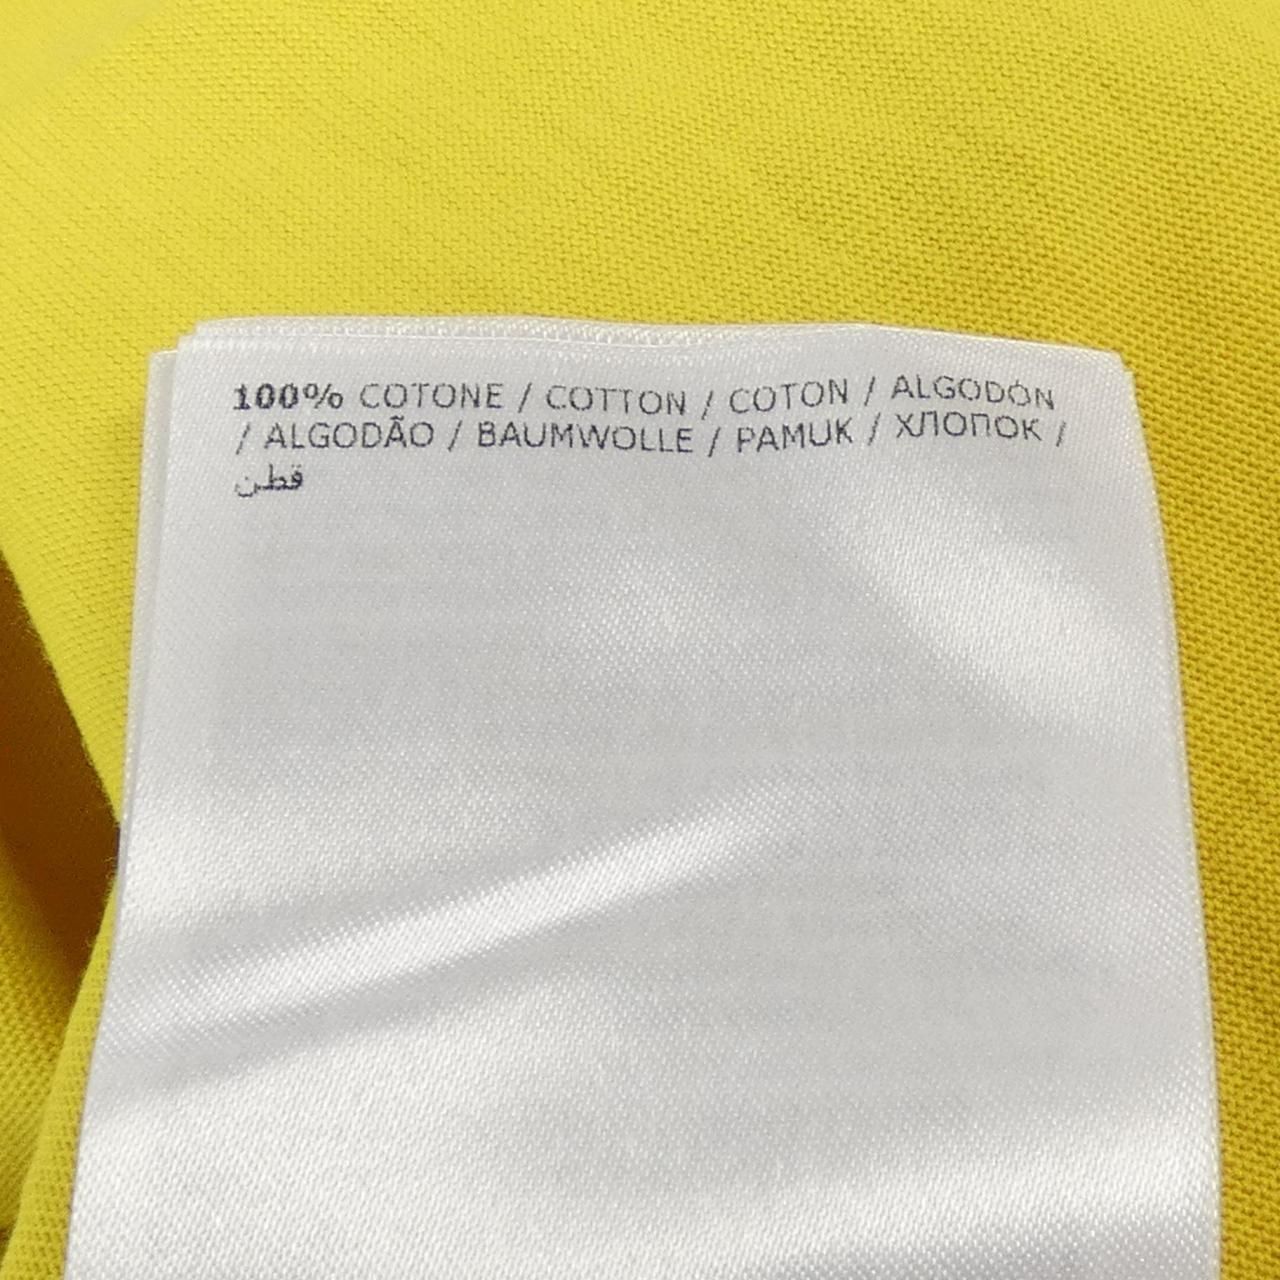 100% COTONE / COTTON / COTON / ALGODÓN
/ ALGODÃO / BAUMWOLLE / PAMUK / ХЛОПОК /
قطن